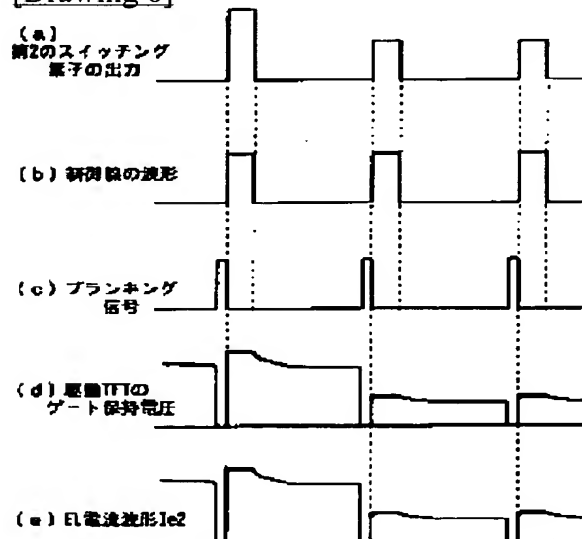 [Drawing 6]
(a)
第2のスイッチング
素子の出力
(b) 制御線の波形
(c) ブランキング
信号
(d) 駆動TFTの
ゲート保持電圧
(e) EL電流波形Ie2